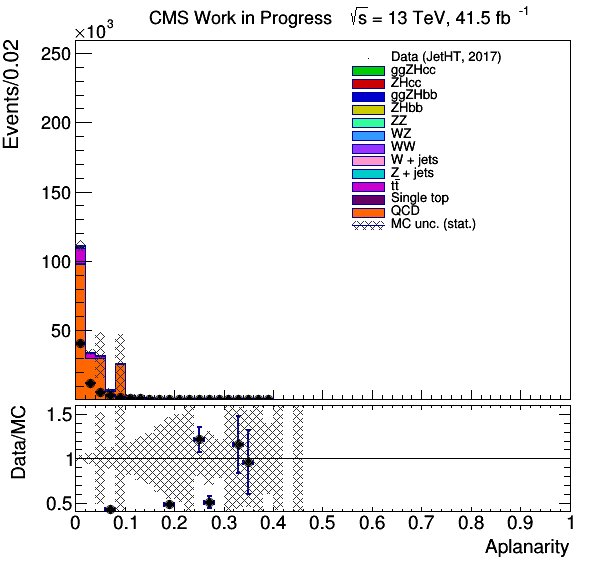 CMS Work in Progress √s = 13 TeV, 41.5 fb⁻¹
×10³
Events/0.02
250
200
150
100
50
Data (JetHT, 2017)
ggZHcc
ZHcc
ggZHbb
ZHbb
ZZ
WZ
WW
W + jets
Z + jets
tt̄
Single top
QCD
MC unc. (stat.)
Data/MC
1.5
1
0.5
0 0.1 0.2 0.3 0.4 0.5 0.6 0.7 0.8 0.9 1
Aplanarity